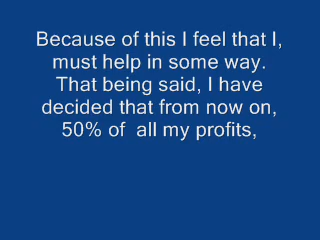 Because of this I feel that I,
must help in some way.
That being said, I have
decided that from now on,
50% of  all my profits,